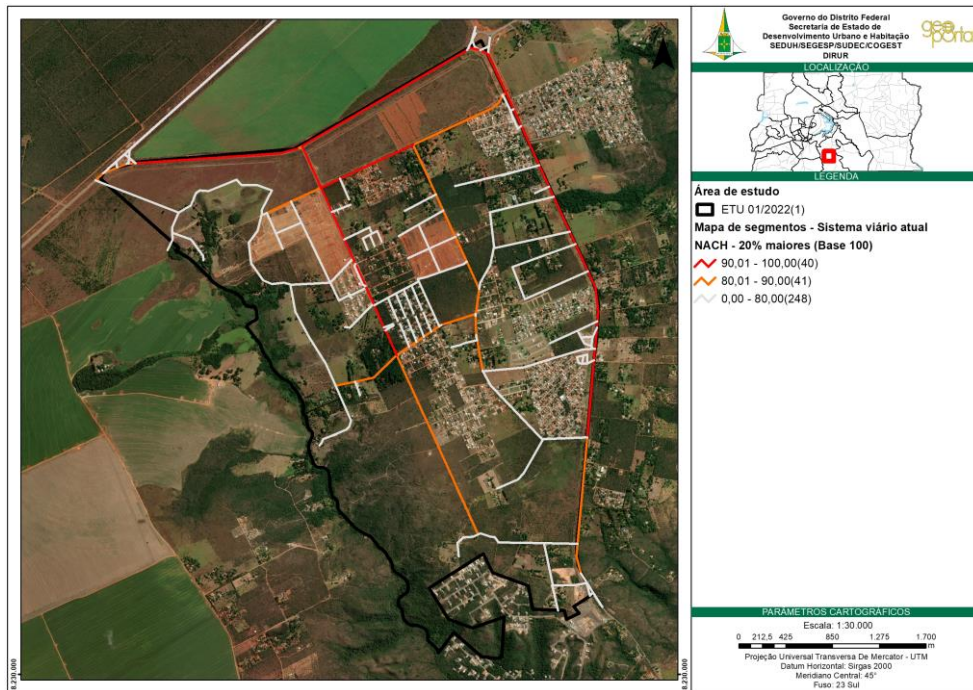 Governo do Distrito Federal
Secretaria de Estado de
Desenvolvimento Urbano e Habitação
SEDUH/SEGESP/SUDEC/COGEST
DIRUR
geo
portal
LOCALIZAÇÃO
LEGENDA
Área de estudo
ETU 01/2022(1)
Mapa de segmentos - Sistema viário atual
NACH - 20% maiores (Base 100)
90,01 - 100,00(40)
80,01 - 90,00(41)
0,00 - 80,00(248)
PARÂMETROS CARTOGRÁFICOS
Escala: 1:30.000
0 212,5 425 850 1.275 1.700
m
Projeção Universal Transversa De Mercator - UTM
Datum Horizontal: Sirgas 2000
Meridiano Central: 45°
Fuso: 23 Sul
8.230.000
8.230.000